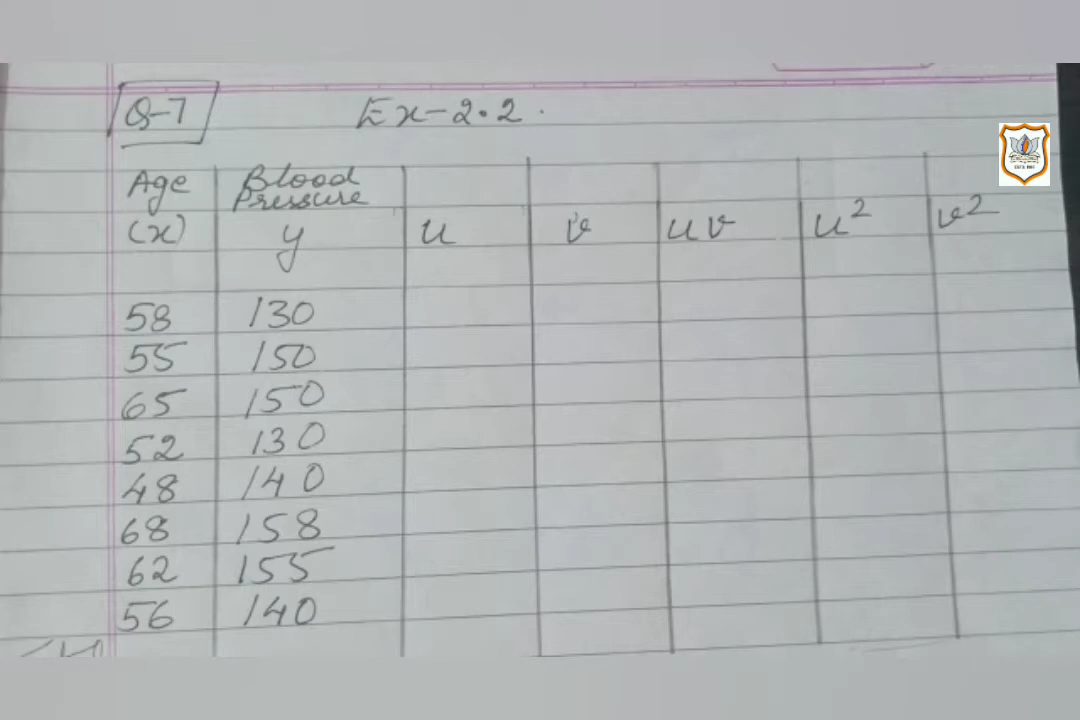 Q-7 Ex-2.2.
Age Blood Pressure
(x) y u v uv u² v²
58 130
55 150
65 150
52 130
48 140
68 158
62 155
56 140